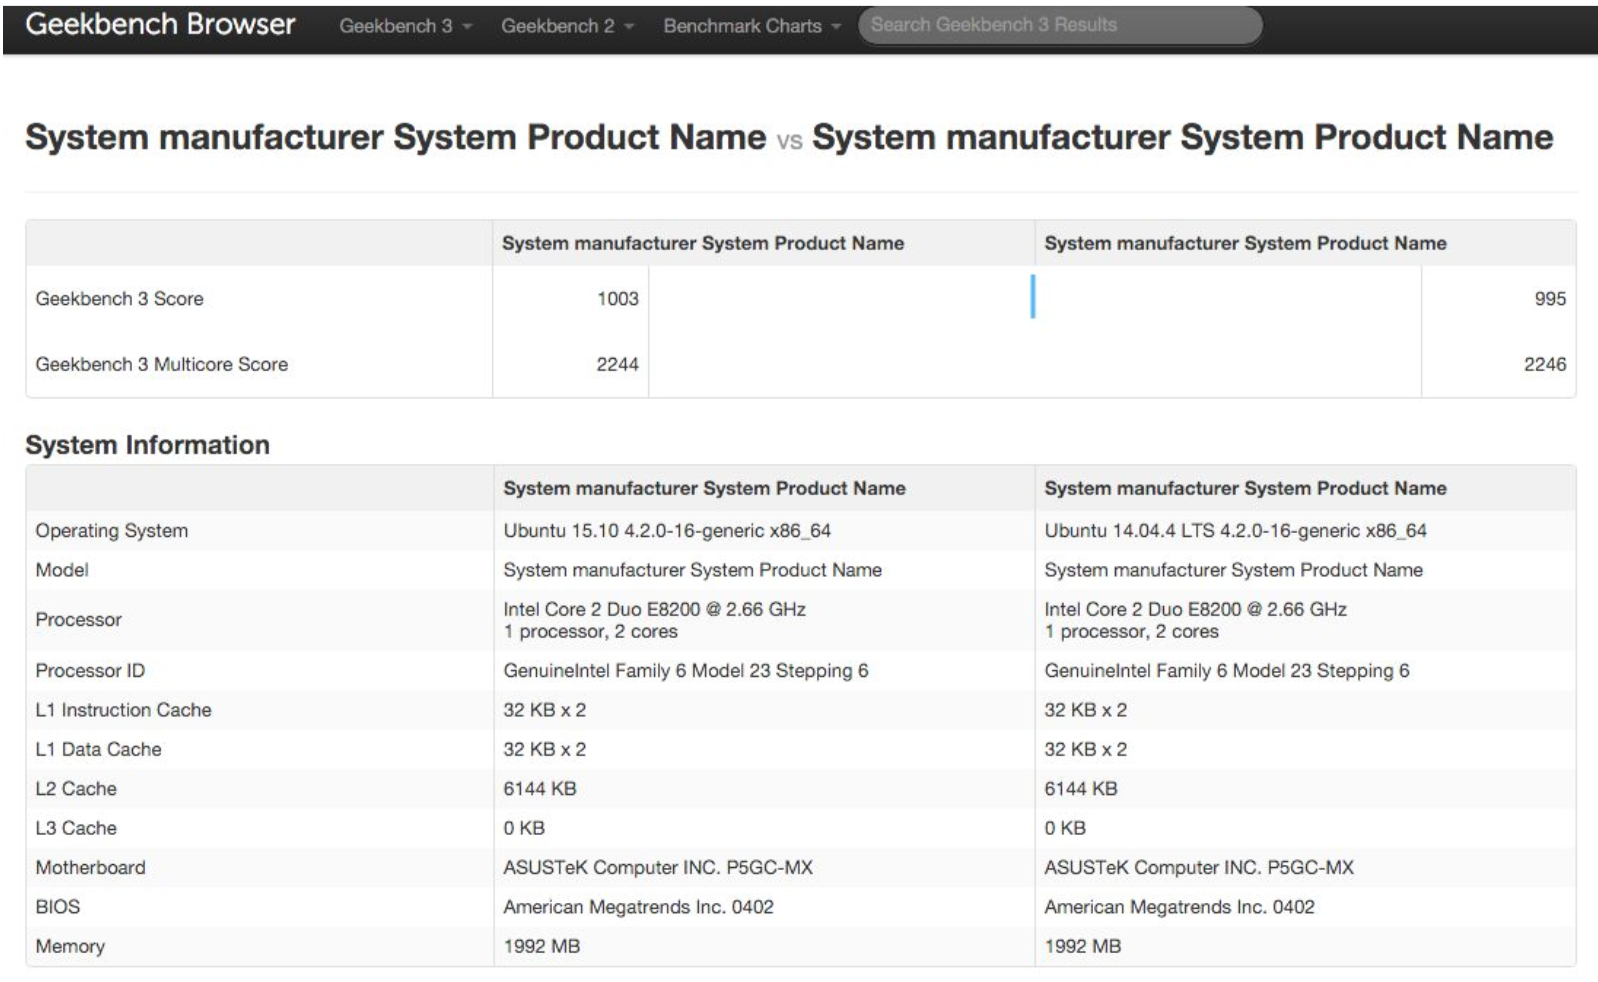 Geekbench Browser Geekbench 3 Geekbench 2 Benchmark Charts Search Geekbench 3 Results
System manufacturer System Product Name vs System manufacturer System Product Name
System manufacturer System Product Name System manufacturer System Product Name
Geekbench 3 Score 1003 995
Geekbench 3 Multicore Score 2244 2246
System Information
System manufacturer System Product Name System manufacturer System Product Name
Operating System Ubuntu 15.10 4.2.0-16-generic x86_64 Ubuntu 14.04.4 LTS 4.2.0-16-generic x86_64
Model System manufacturer System Product Name System manufacturer System Product Name
Processor Intel Core 2 Duo E8200 @ 2.66 GHz Intel Core 2 Duo E8200 @ 2.66 GHz
1 processor, 2 cores 1 processor, 2 cores
Processor ID GenuineIntel Family 6 Model 23 Stepping 6 GenuineIntel Family 6 Model 23 Stepping 6
L1 Instruction Cache 32 KB x 2 32 KB x 2
L1 Data Cache 32 KB x 2 32 KB x 2
L2 Cache 6144 KB 6144 KB
L3 Cache 0 KB 0 KB
Motherboard ASUSTeK Computer INC. P5GC-MX ASUSTeK Computer INC. P5GC-MX
BIOS American Megatrends Inc. 0402 American Megatrends Inc. 0402
Memory 1992 MB 1992 MB